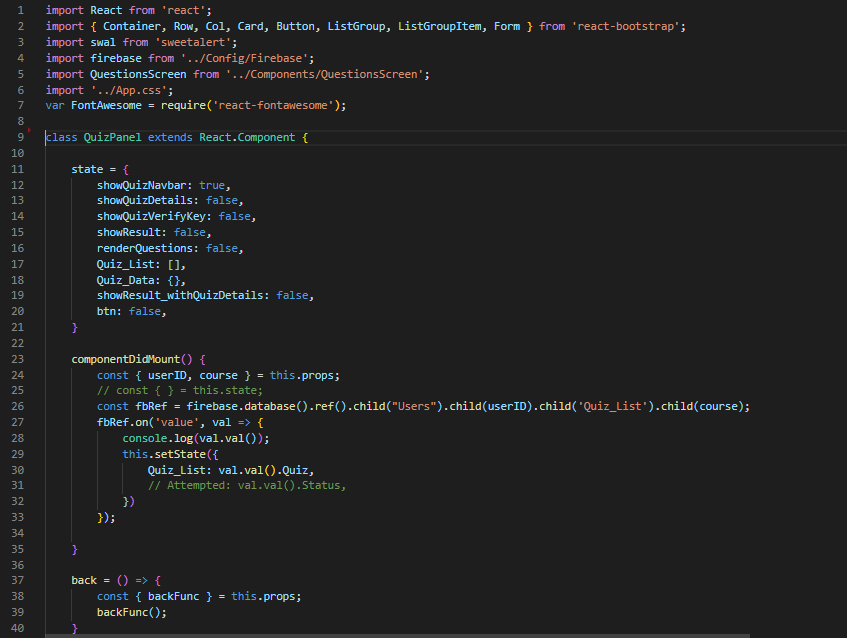 1 import React from 'react';
2 import { Container, Row, Col, Card, Button, ListGroup, ListGroupItem, Form } from 'react-bootstrap';
3 import swal from 'sweetalert';
4 import firebase from '../Config/Firebase';
5 import QuestionsScreen from '../Components/QuestionsScreen';
6 import '../App.css';
7 var FontAwesome = require('react-fontawesome');
8
9 class QuizPanel extends React.Component {
10
11     state = {
12         showQuizNavbar: true,
13         showQuizDetails: false,
14         showQuizVerifyKey: false,
15         showResult: false,
16         renderQuestions: false,
17         Quiz_List: [],
18         Quiz_Data: {},
19         showResult_withQuizDetails: false,
20         btn: false,
21     }
22
23     componentDidMount() {
24         const { userID, course } = this.props;
25         // const { } = this.state;
26         const fbRef = firebase.database().ref().child("Users").child(userID).child('Quiz_List').child(course);
27         fbRef.on('value', val => {
28             console.log(val.val());
29             this.setState({
30                 Quiz_List: val.val().Quiz,
31                 // Attempted: val.val().Status,
32             })
33         });
34
35     }
36
37     back = () => {
38         const { backFunc } = this.props;
39         backFunc();
40     }